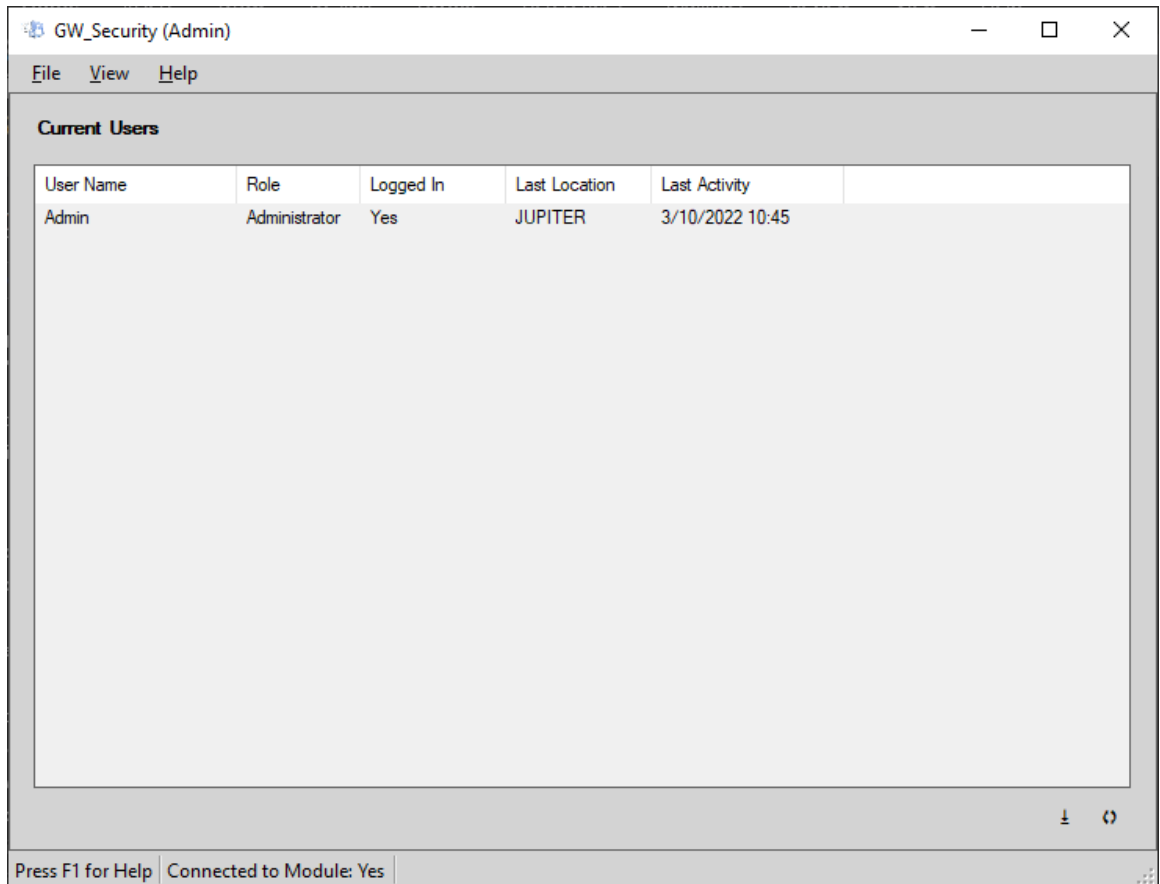 GW_Security (Admin)
File View Help
Current Users
User Name Role Logged In Last Location Last Activity
Admin Administrator Yes JUPITER 3/10/2022 10:45
Press F1 for Help Connected to Module: Yes